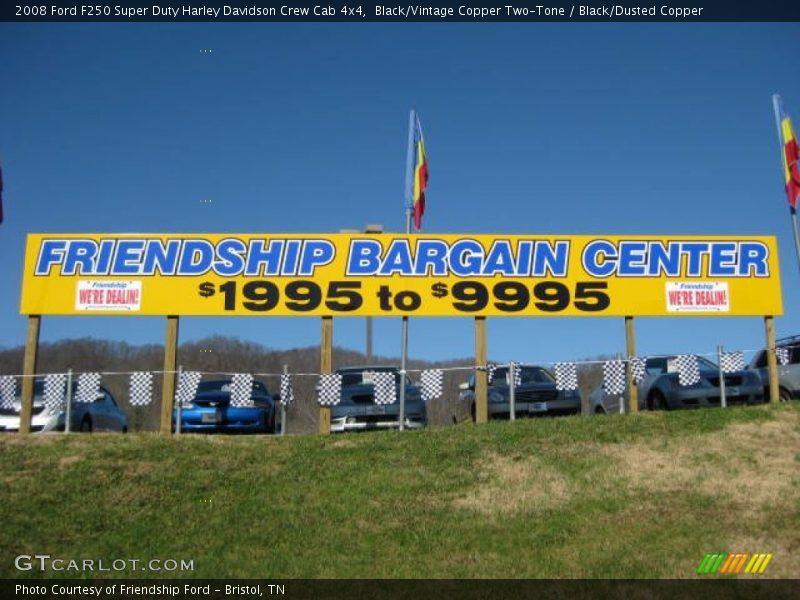 2008 Ford F250 Super Duty Harley Davidson Crew Cab 4x4, Black/Vintage Copper Two-Tone / Black/Dusted Copper
FRIENDSHIP BARGAIN CENTER
$1995 to $9995
Friendship
WE'RE DEALIN'!
Friendship
WE'RE DEALIN'!
GTCARLOT.COM
Photo Courtesy of Friendship Ford - Bristol, TN